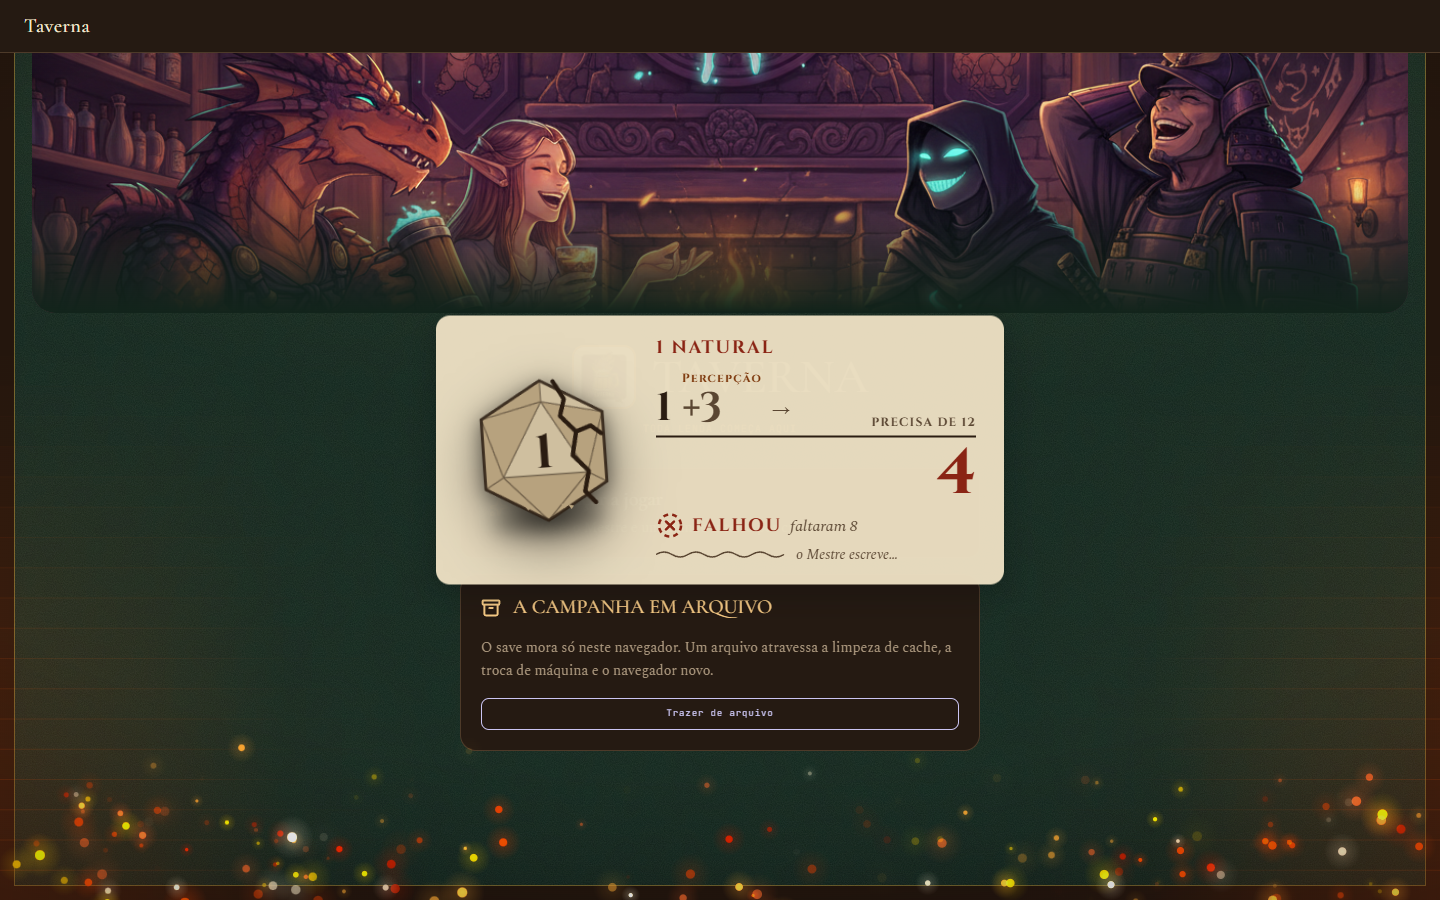 Taverna
1 NATURAL
PERCEPÇÃO
1 +3 →
PRECISA DE 12
4
1
FALHOU faltaram 8
o Mestre escreve...
A CAMPANHA EM ARQUIVO
O save mora só neste navegador. Um arquivo atravessa a limpeza de cache, a
troca de máquina e o navegador novo.
Trazer de arquivo